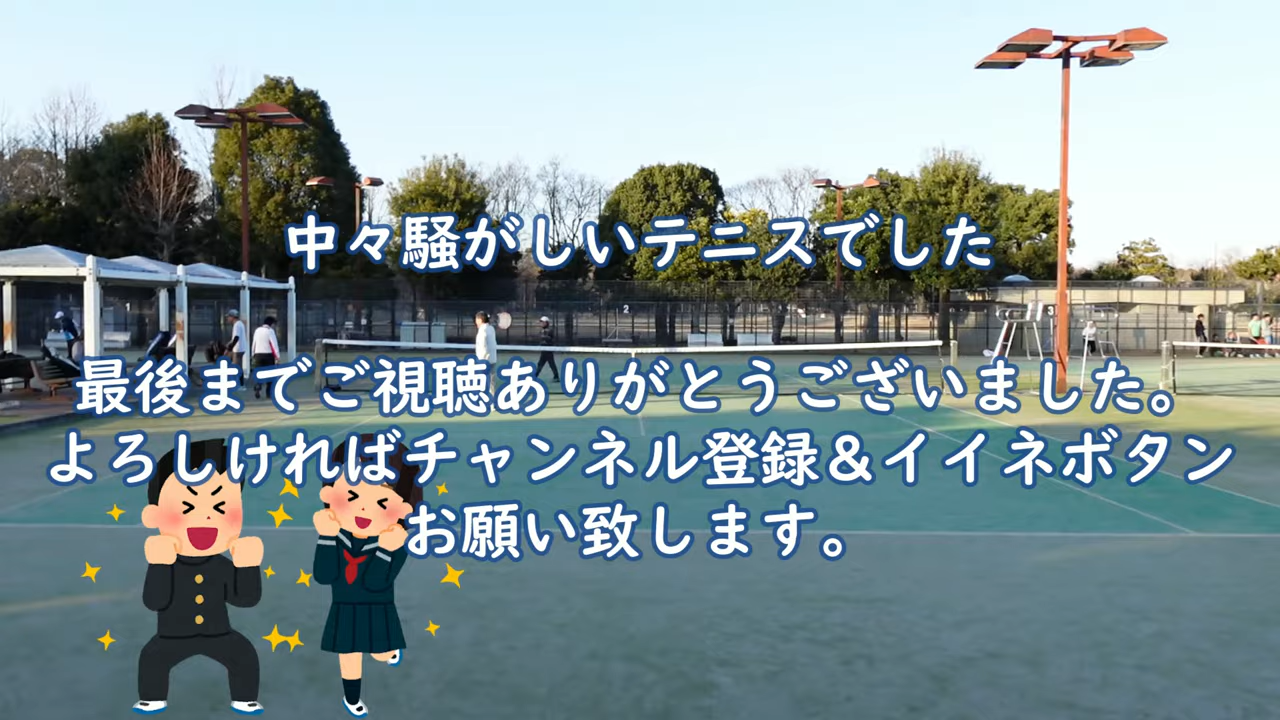 中々騒がしいテニスでした
最後までご視聴ありがとうございました。
よろしければチャンネル登録＆イイネボタン
お願い致します。
2
3